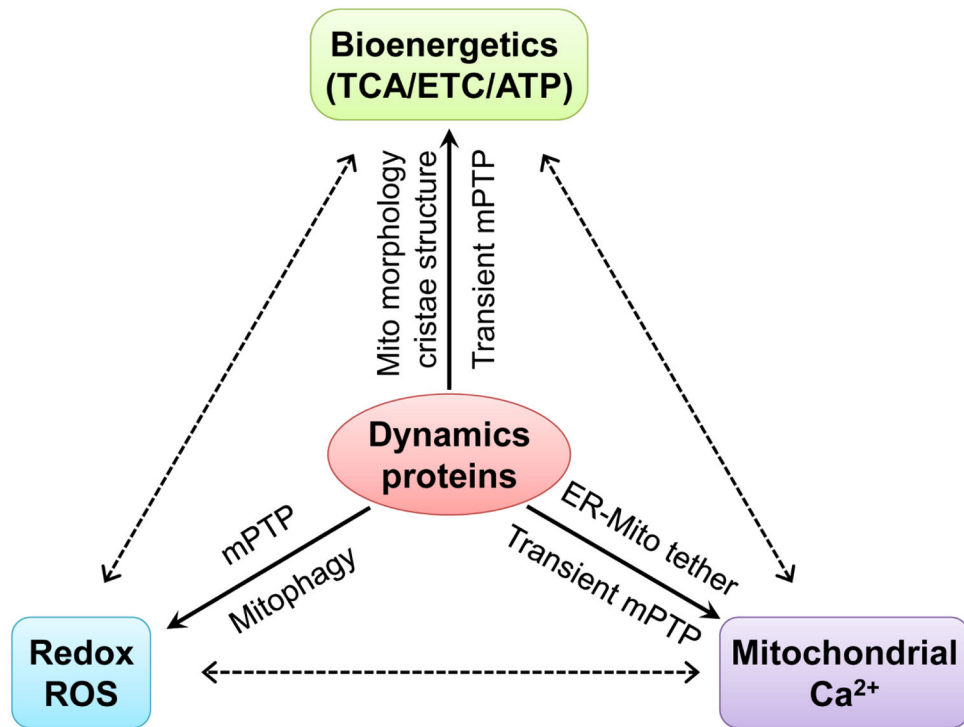 Bioenergetics
(TCA/ETC/ATP)
Mito morphology
cristae structure
Transient mPTP
Dynamics
proteins
mPTP
Mitophagy
ER-Mito tether
Transient mPTP
Redox
ROS
Mitochondrial
Ca²⁺